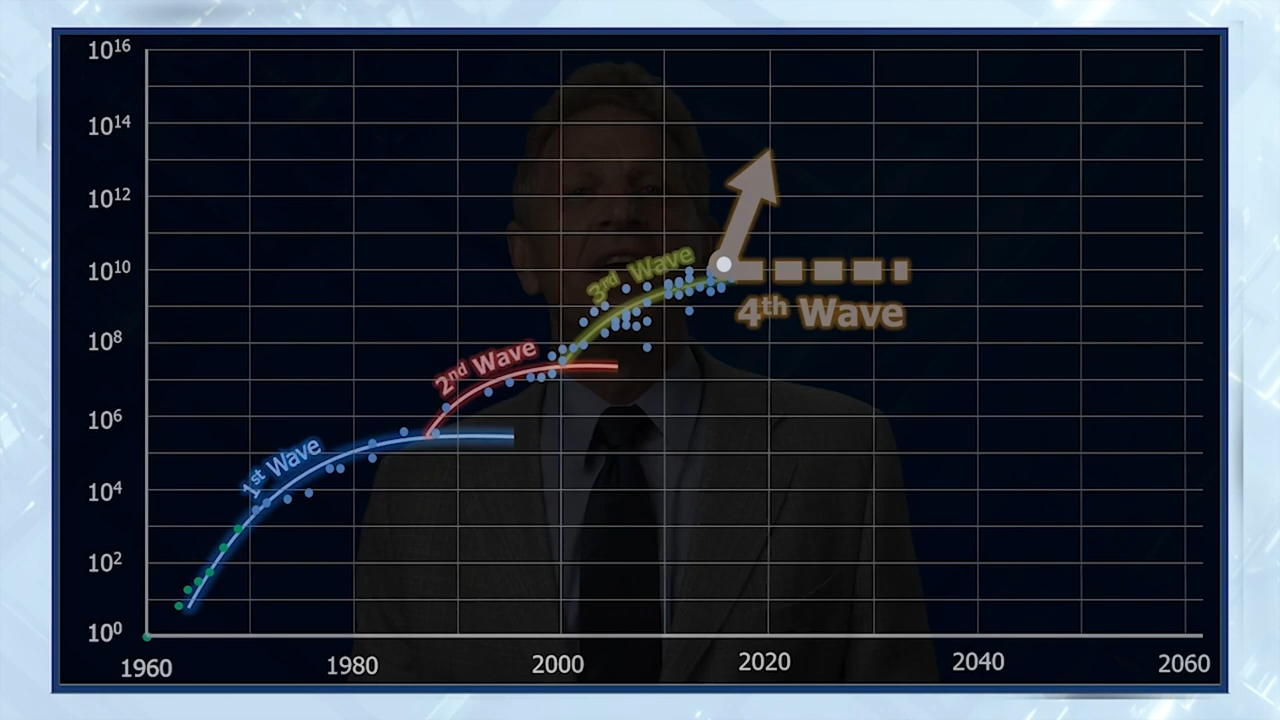 10¹⁶
10¹⁴
10¹²
10¹⁰
10⁸
10⁶
10⁴
10²
10⁰
1st Wave
2nd Wave
3rd Wave
4th Wave
1960 1980 2000 2020 2040 2060